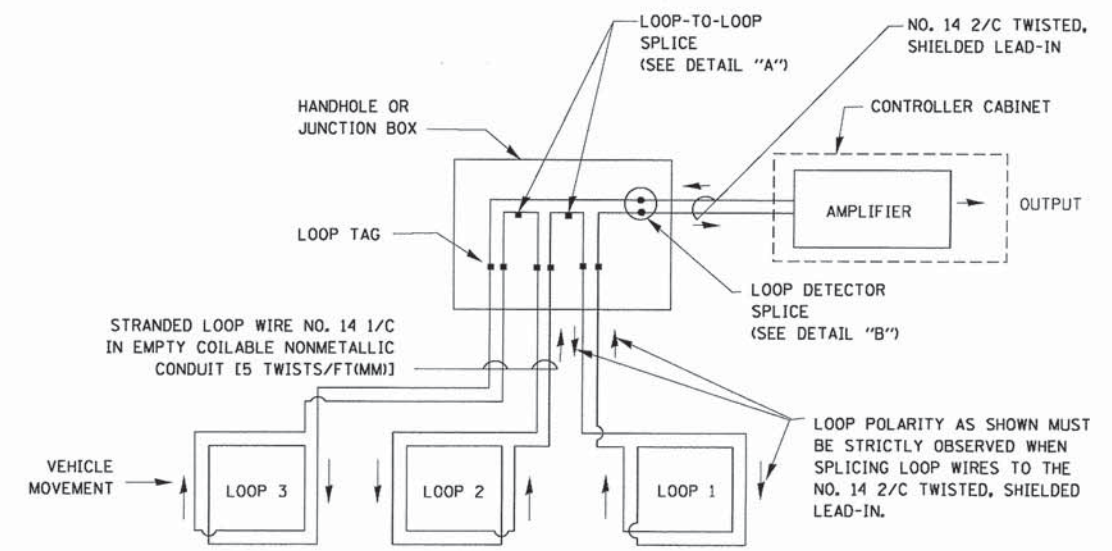 LOOP-TO-LOOP
SPLICE
(SEE DETAIL "A")
NO. 14 2/C TWISTED,
SHIELDED LEAD-IN
HANDHOLE OR
JUNCTION BOX
CONTROLLER CABINET
AMPLIFIER
OUTPUT
LOOP TAG
LOOP DETECTOR
SPLICE
(SEE DETAIL "B")
STRANDED LOOP WIRE NO. 14 1/C
IN EMPTY COILABLE NONMETALLIC
CONDUIT [5 TWISTS/FT(MM)]
LOOP POLARITY AS SHOWN MUST
BE STRICTLY OBSERVED WHEN
SPLICING LOOP WIRES TO THE
NO. 14 2/C TWISTED, SHIELDED
LEAD-IN.
VEHICLE
MOVEMENT
LOOP 3
LOOP 2
LOOP 1